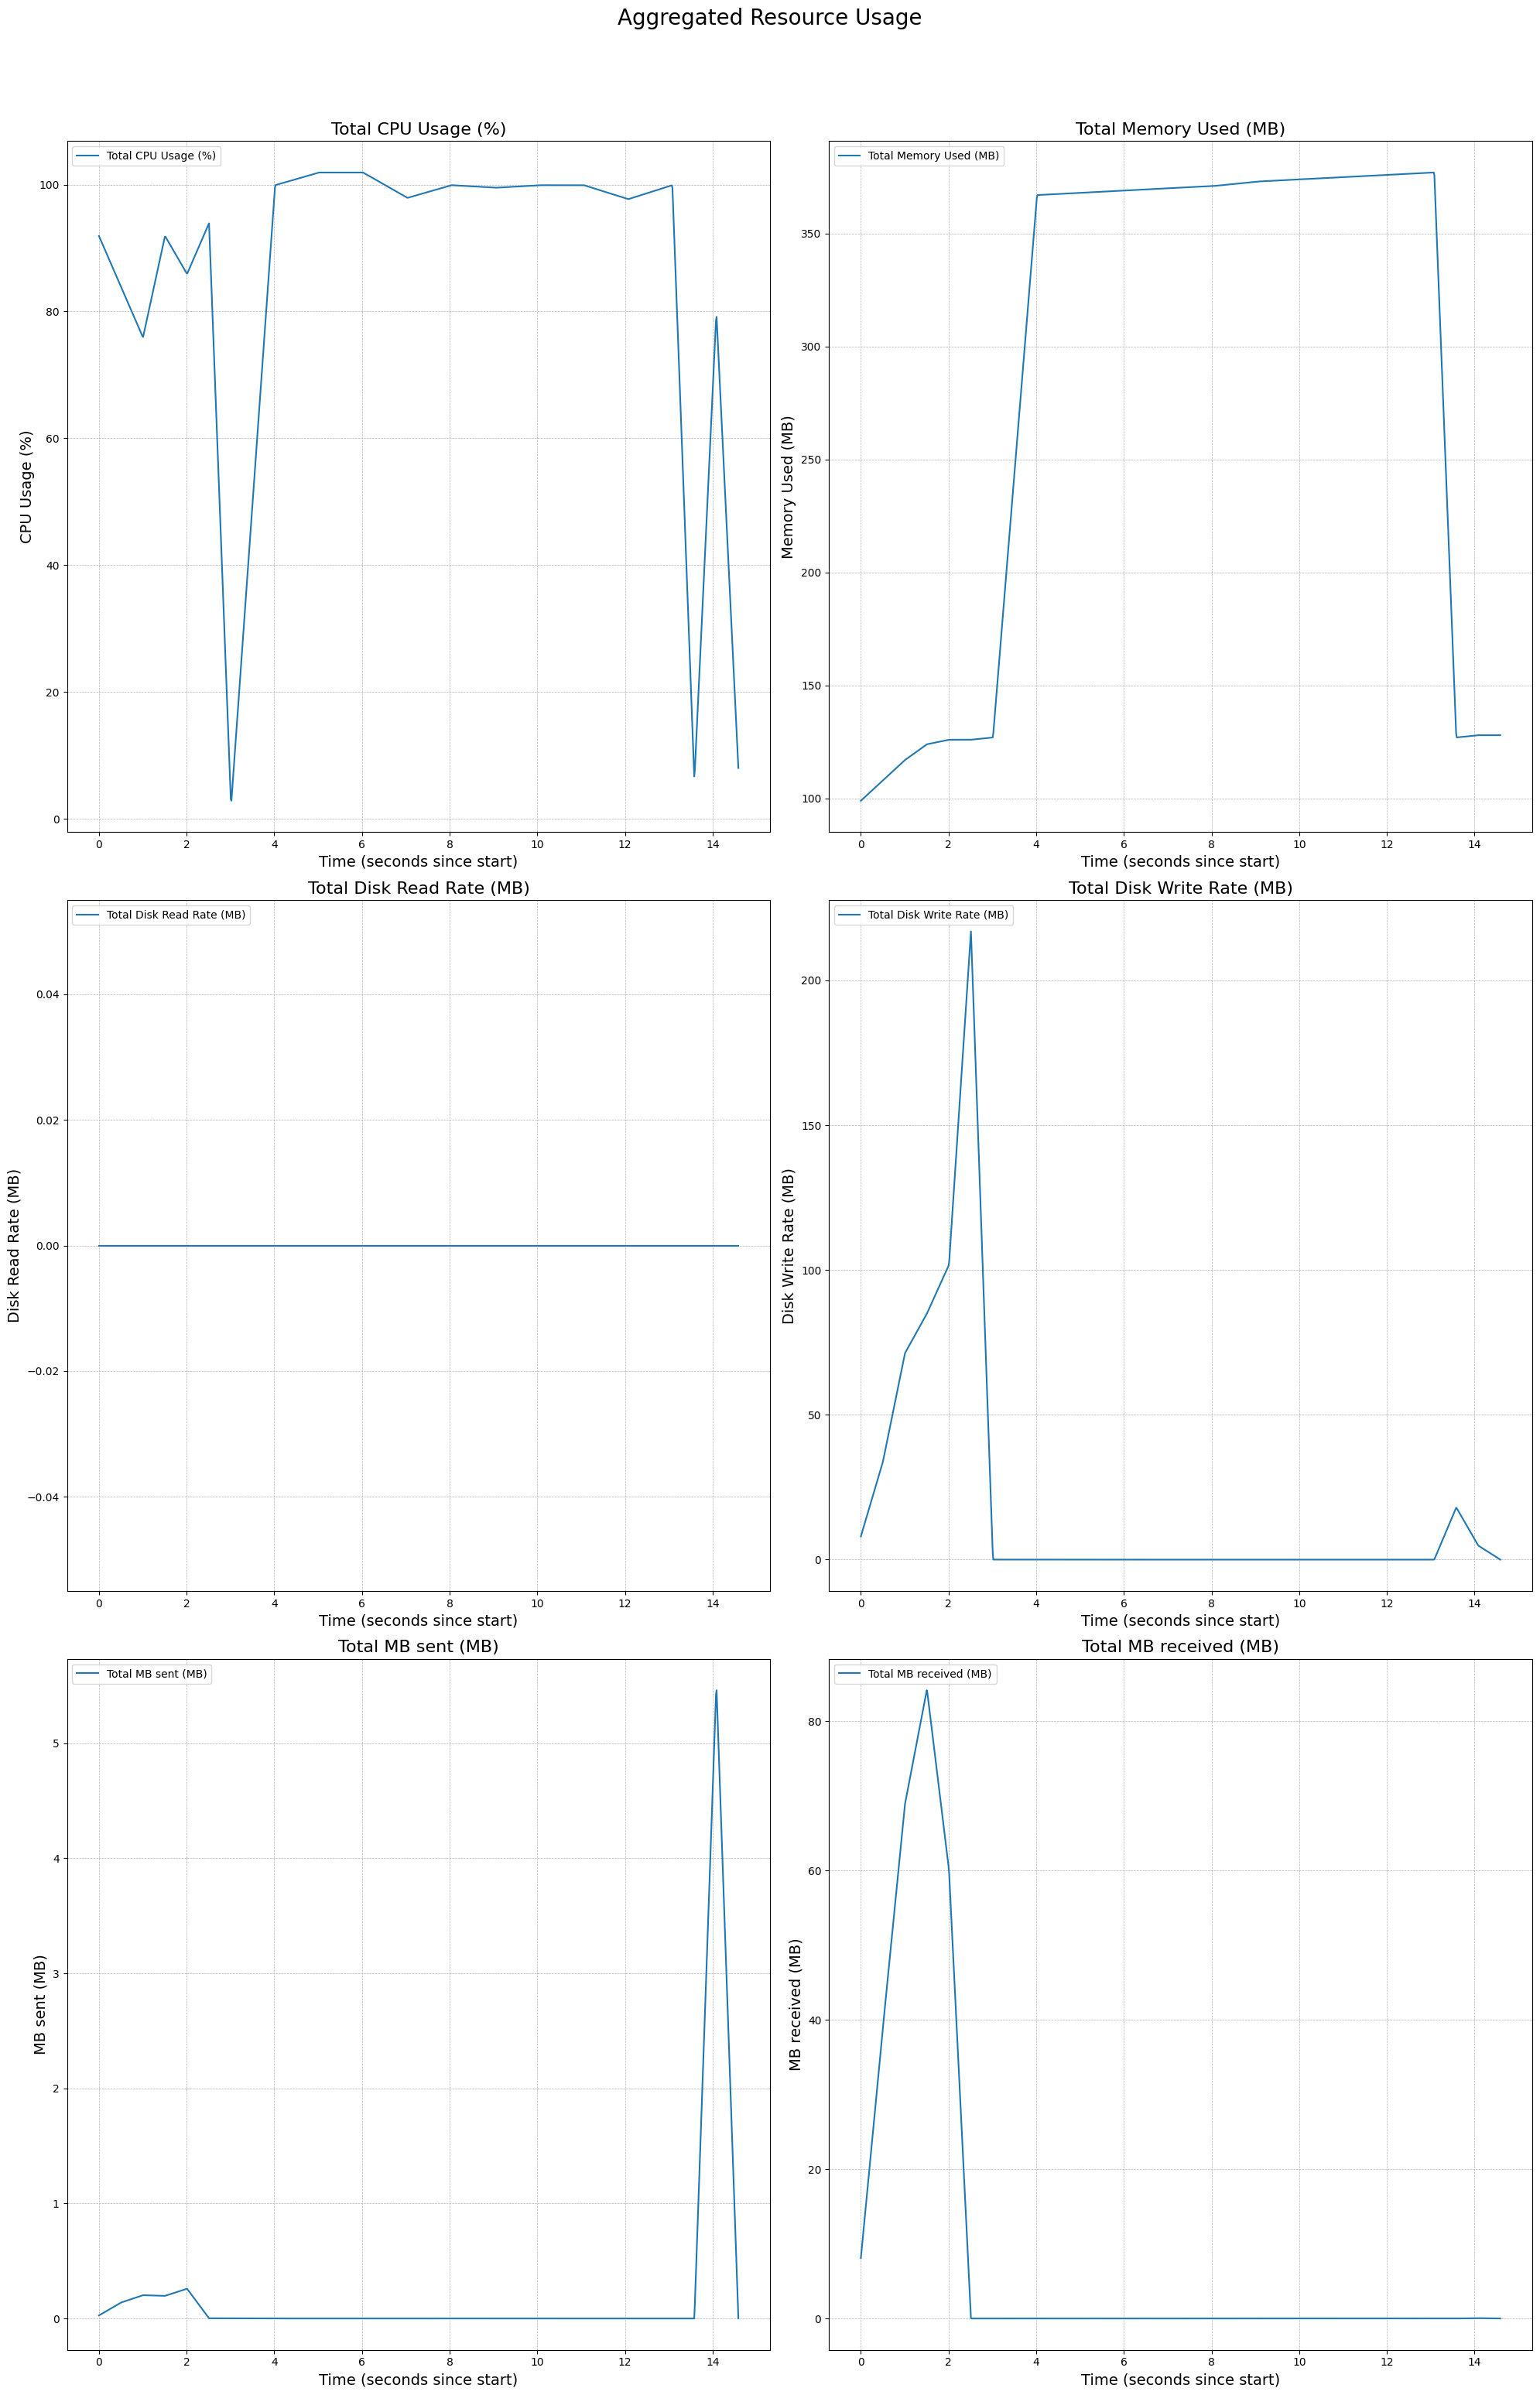 Aggregated Resource Usage
Total CPU Usage (%)
Total CPU Usage (%)
CPU Usage (%)
100
80
60
40
20
0
0 2 4 6 8 10 12 14
Time (seconds since start)
Total Memory Used (MB)
Total Memory Used (MB)
Memory Used (MB)
350
300
250
200
150
100
0 2 4 6 8 10 12 14
Time (seconds since start)
Total Disk Read Rate (MB)
Total Disk Read Rate (MB)
Disk Read Rate (MB)
0.04
0.02
0.00
−0.02
−0.04
0 2 4 6 8 10 12 14
Time (seconds since start)
Total Disk Write Rate (MB)
Total Disk Write Rate (MB)
Disk Write Rate (MB)
200
150
100
50
0
0 2 4 6 8 10 12 14
Time (seconds since start)
Total MB sent (MB)
Total MB sent (MB)
MB sent (MB)
5
4
3
2
1
0
0 2 4 6 8 10 12 14
Time (seconds since start)
Total MB received (MB)
Total MB received (MB)
MB received (MB)
80
60
40
20
0
0 2 4 6 8 10 12 14
Time (seconds since start)